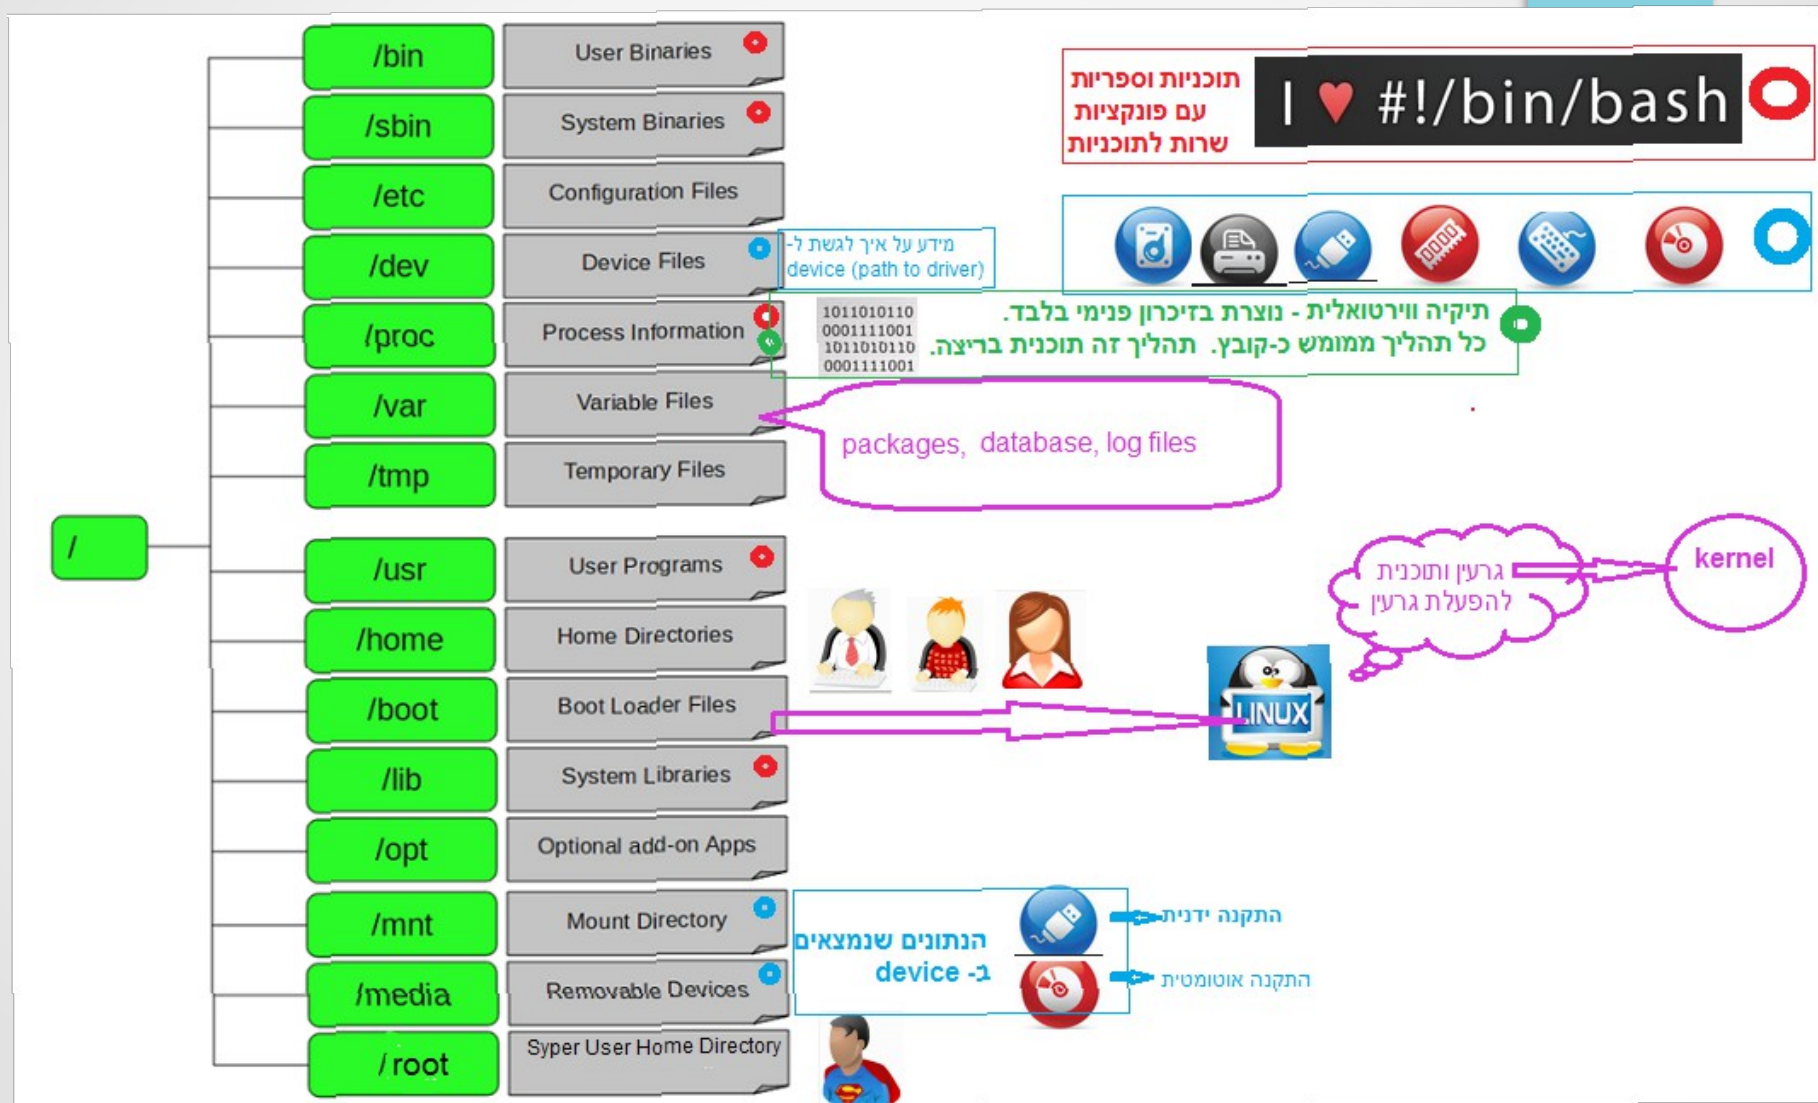 /
/bin
User Binaries
/sbin
System Binaries
/etc
Configuration Files
/dev
Device Files
מידע על איך לגשת ל-
device (path to driver)
/proc
Process Information
1011010110
0001111001
1011010110
0001111001
תיקיה ווירטואלית - נוצרת בזיכרון פנימי בלבד.
כל תהליך ממומש כ-קובץ. תהליך זה תוכנית בריצה.
/var
Variable Files
packages, database, log files
/tmp
Temporary Files
/usr
User Programs
/home
Home Directories
/boot
Boot Loader Files
LINUX
גרעין ותוכנית
להפעלת גרעין
kernel
/lib
System Libraries
/opt
Optional add-on Apps
/mnt
Mount Directory
/media
Removable Devices
הנתונים שנמצאים
ב- device
התקנה ידנית
התקנה אוטומטית
/root
Syper User Home Directory
תוכניות וספריות
עם פונקציות
שרות לתוכניות
I ♥ #!/bin/bash